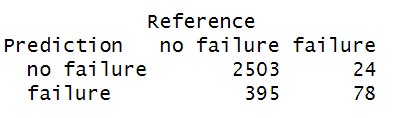 Reference
Prediction no failure failure
no failure 2503 24
failure 395 78